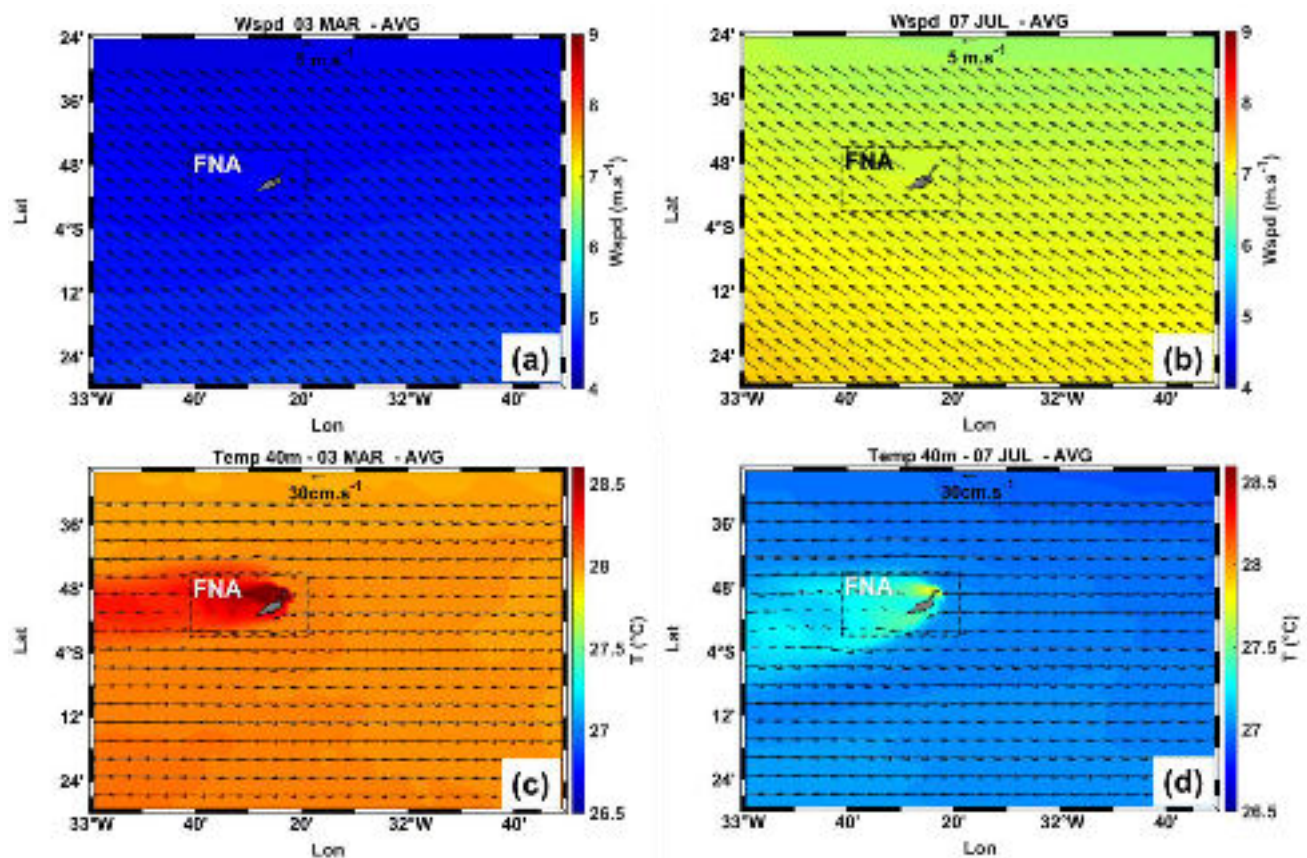 Wspd 03 MAR - AVG
24'
5 m.s⁻¹
36'
48'
FNA
4°S
12'
24'
(a)
33°W 40' 20' 32°W 40'
Lon
Lat
9
8
7
6
5
4
Wspd (m.s⁻¹)
Wspd 07 JUL - AVG
24'
5 m.s⁻¹
36'
48'
FNA
4°S
12'
24'
(b)
33°W 40' 20' 32°W 40'
Lon
Lat
9
8
7
6
5
4
Wspd (m.s⁻¹)
Temp 40m - 03 MAR - AVG
30cm.s⁻¹
36'
48'
FNA
4°S
12'
24'
(c)
33°W 40' 20' 32°W 40'
Lon
Lat
28.5
28
27.5
27
26.5
T (°C)
Temp 40m - 07 JUL - AVG
30cm.s⁻¹
36'
48'
FNA
4°S
12'
24'
(d)
33°W 40' 20' 32°W 40'
Lon
Lat
28.5
28
27.5
27
26.5
T (°C)